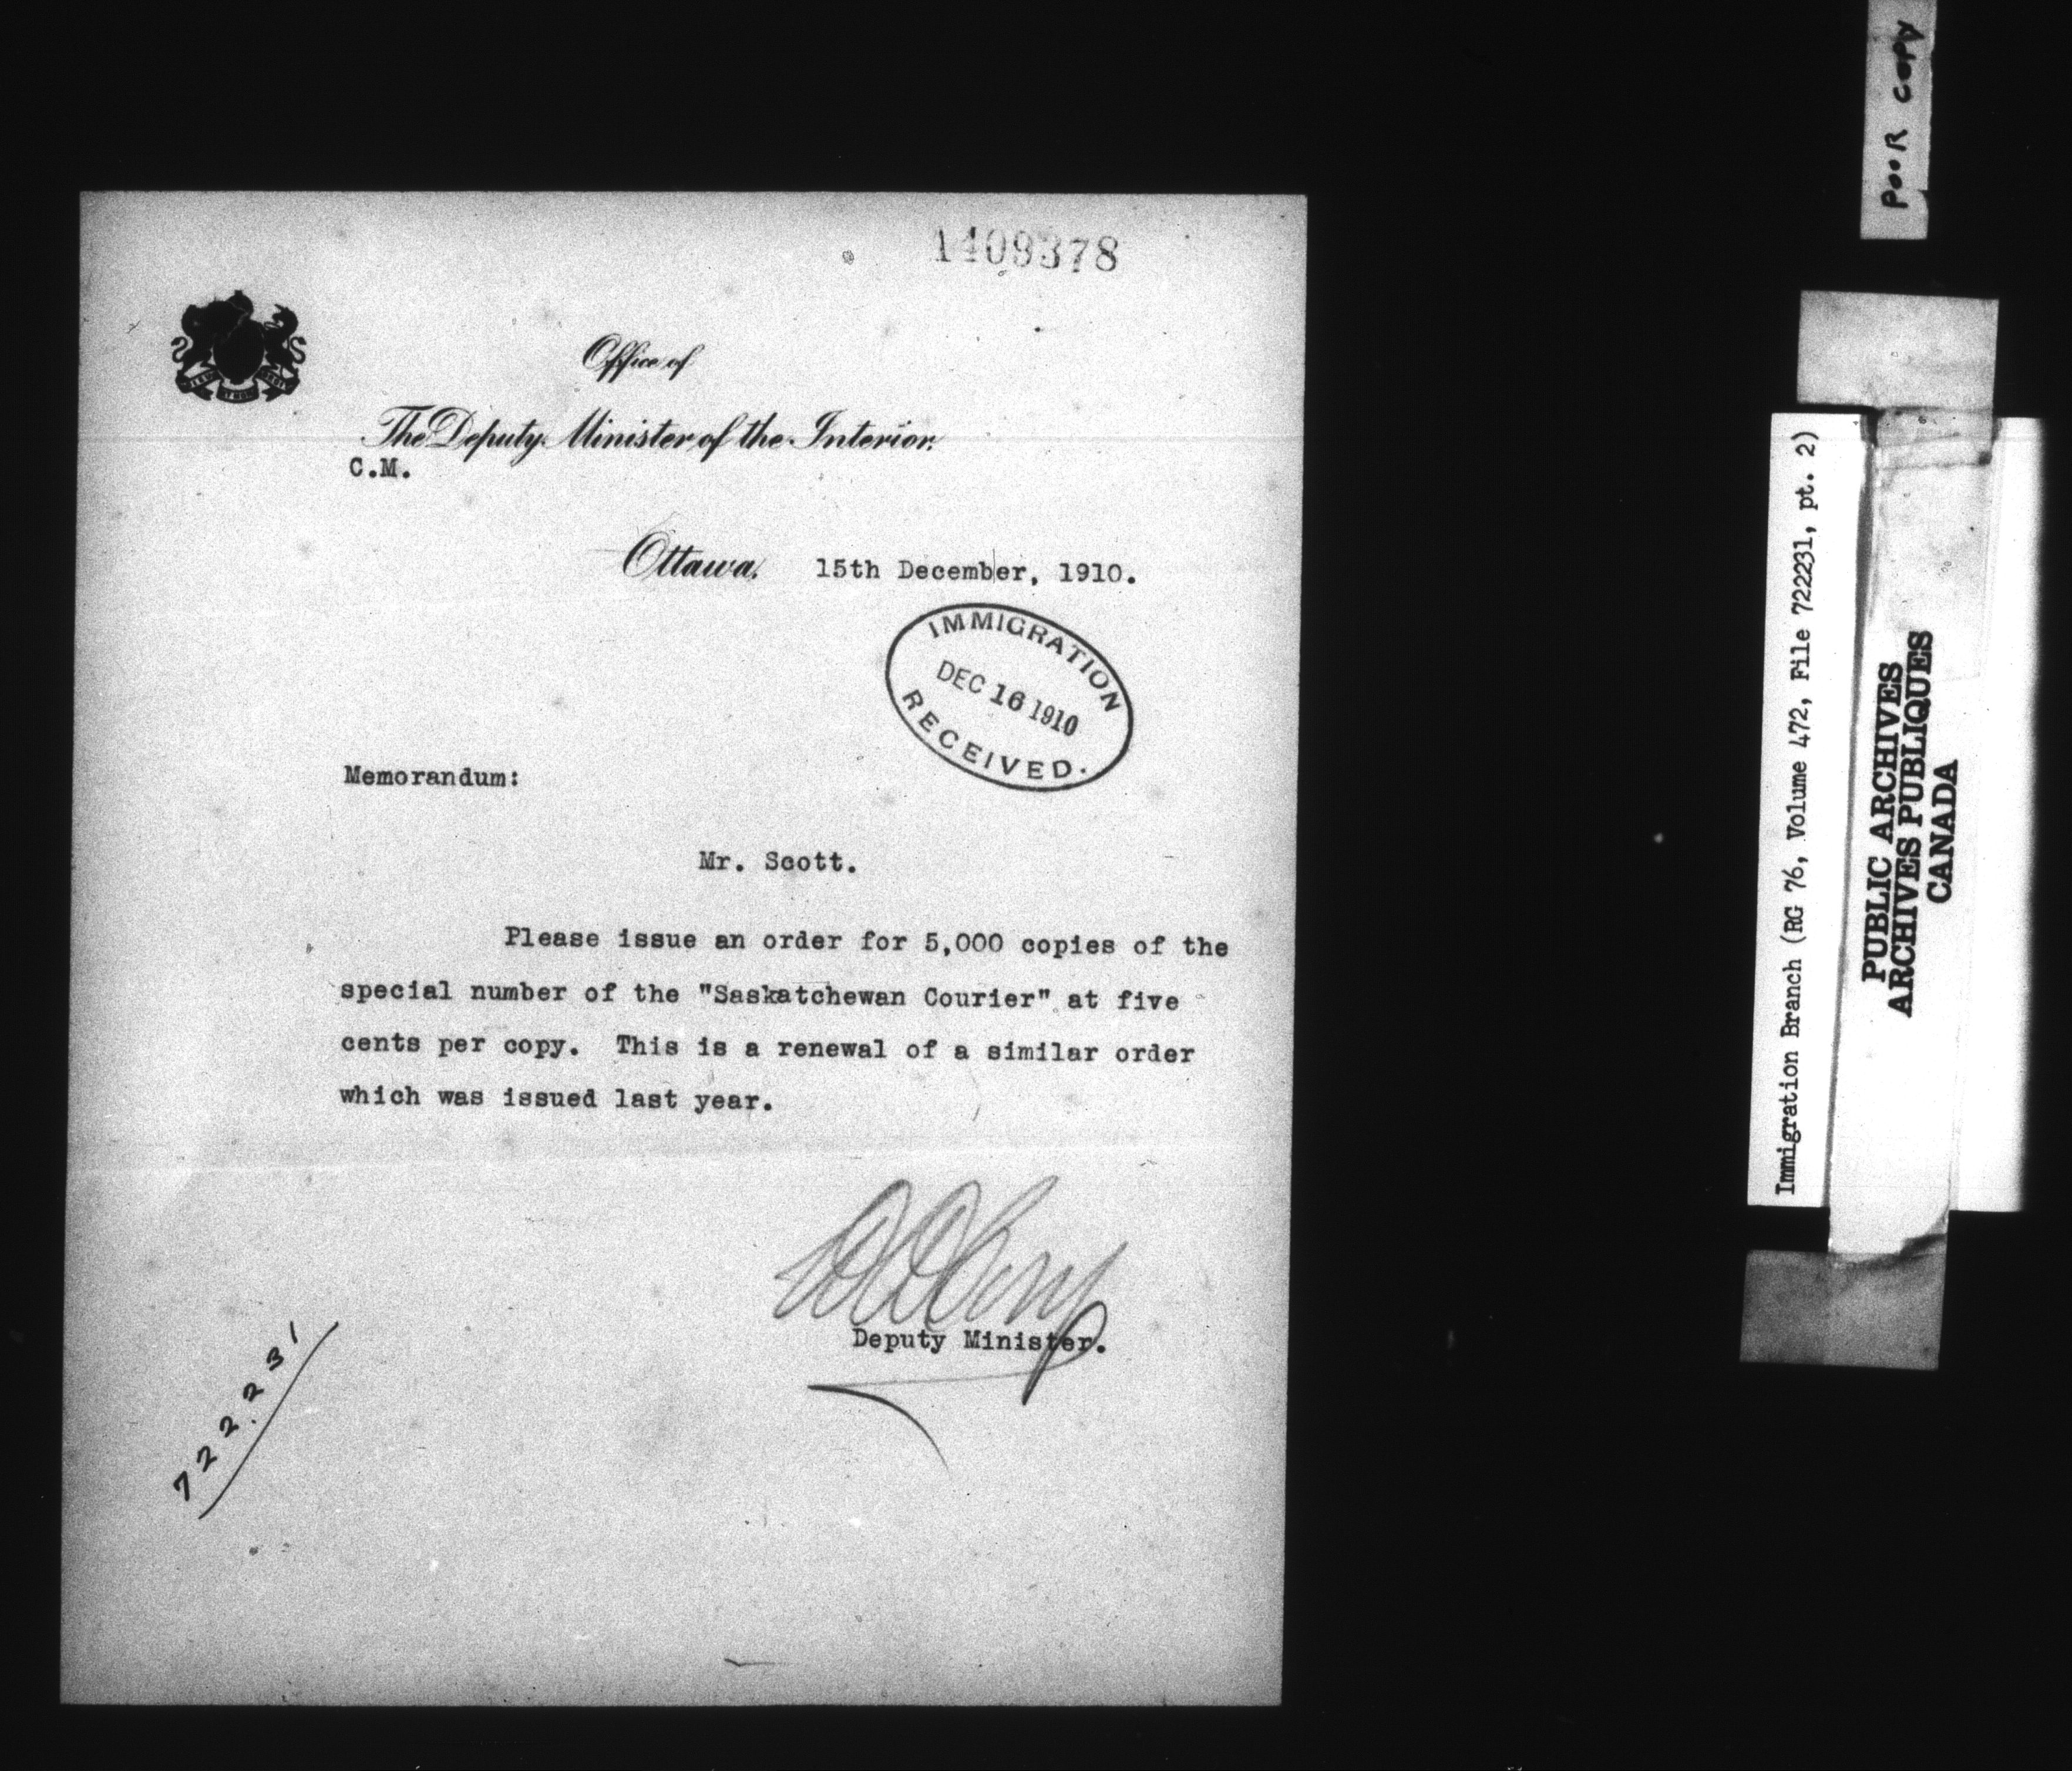 1409378
Office of
The Deputy Minister of the Interior.
C.M.
Ottawa, 15th December, 1910.
IMMIGRATION
DEC 16 1910
RECEIVED.
Memorandum:
Mr. Scott.
Please issue an order for 5,000 copies of the
special number of the "Saskatchewan Courier" at five
cents per copy. This is a renewal of a similar order
which was issued last year.
WWCory
Deputy Minister.
722231
POOR COPY
Immigration Branch (RG 76, Volume 472, File 722231, pt. 2)
PUBLIC ARCHIVES
ARCHIVES PUBLIQUES
CANADA